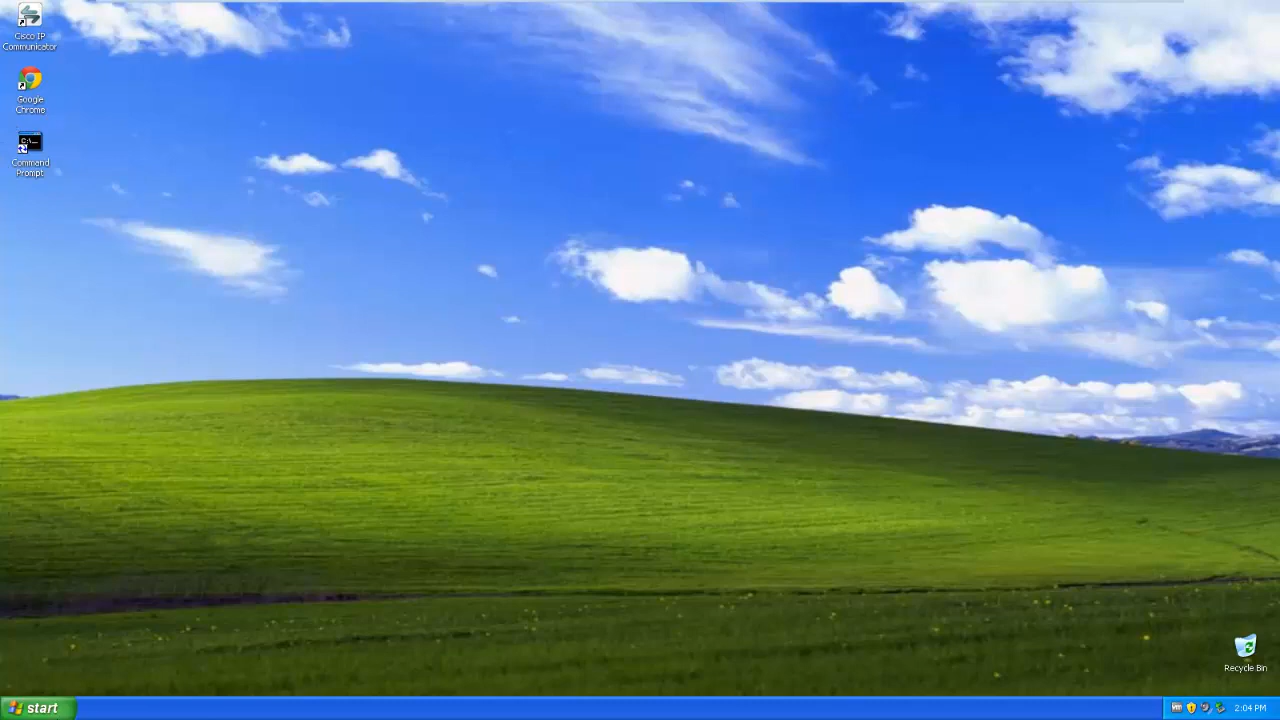 Cisco IP
Communicator
Google
Chrome
C:\_
Command
Prompt
Recycle Bin
start
2:04 PM